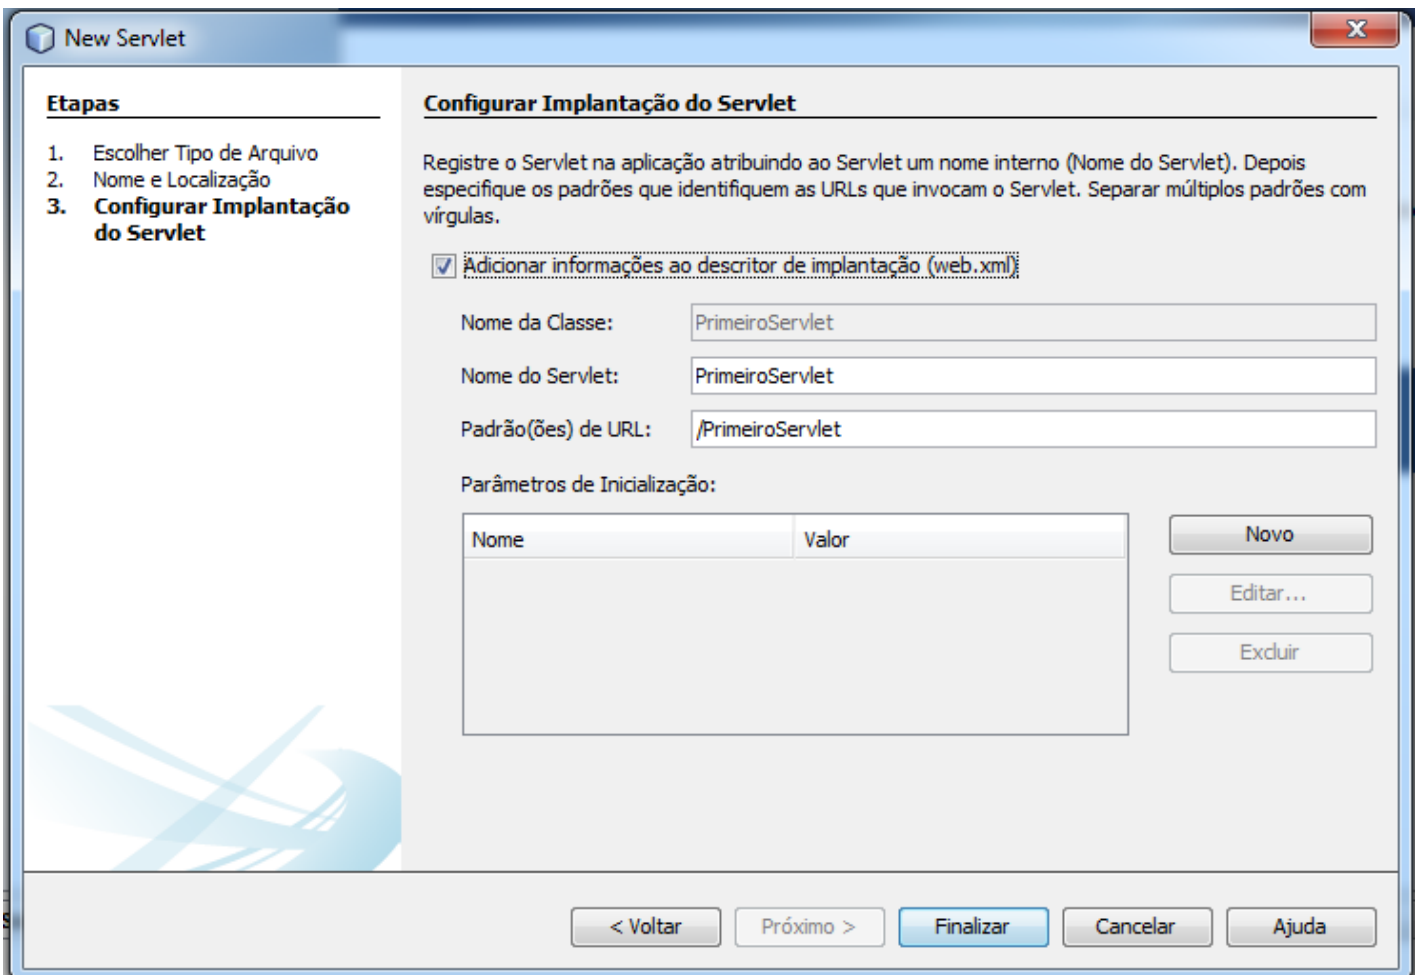 New Servlet
X
Etapas
1. Escolher Tipo de Arquivo
2. Nome e Localização
3. Configurar Implantação
do Servlet
Configurar Implantação do Servlet
Registre o Servlet na aplicação atribuindo ao Servlet um nome interno (Nome do Servlet). Depois
especifique os padrões que identifiquem as URLs que invocam o Servlet. Separar múltiplos padrões com
vírgulas.
Adicionar informações ao descritor de implantação (web.xml)
Nome da Classe: PrimeiroServlet
Nome do Servlet: PrimeiroServlet
Padrão(ões) de URL: /PrimeiroServlet
Parâmetros de Inicialização:
Nome Valor
Novo
Editar...
Excluir
< Voltar Próximo > Finalizar Cancelar Ajuda